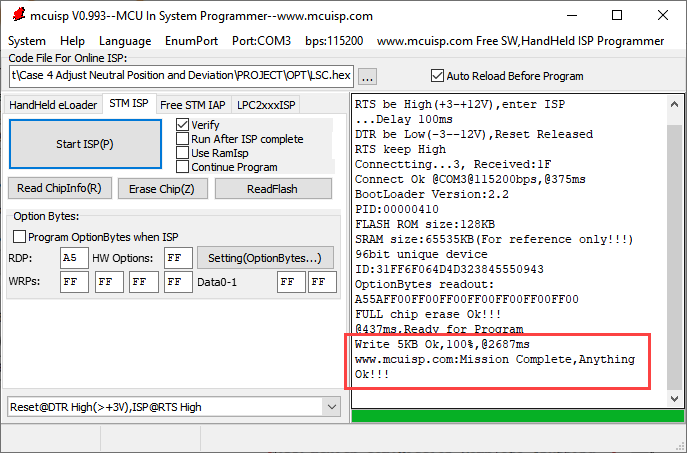 mcuisp V0.993--MCU In System Programmer--www.mcuisp.com
System Help Language EnumPort Port:COM3 bps:115200 www.mcuisp.com Free SW,HandHeld ISP Programmer
Code File For Online ISP:
t\Case 4 Adjust Neutral Position and Deviation\PROJECT\OPT\LSC.hex ... Auto Reload Before Program
HandHeld eLoader STM ISP Free STM IAP LPC2xxxISP
Start ISP(P)
Verify
Run After ISP complete
Use RamIsp
Continue Program
Read ChipInfo(R) Erase Chip(Z) ReadFlash
Option Bytes:
Program OptionBytes when ISP
RDP: A5 HW Options: FF Setting(OptionBytes...)
WRPs: FF FF FF FF Data0-1 FF FF
Reset@DTR High(>+3V),ISP@RTS High
RTS be High(+3-+12V),enter ISP
...Delay 100ms
DTR be Low(-3--12V),Reset Released
RTS keep High
Connectting...3, Received:1F
Connect Ok @COM3@115200bps,@375ms
BootLoader Version:2.2
PID:00000410
FLASH ROM size:128KB
SRAM size:65535KB(For reference only!!!)
96bit unique device
ID:31FF6F064D4D323845550943
OptionBytes readout:
A55AFF00FF00FF00FF00FF00FF00FF00
FULL chip erase Ok!!!
@437ms,Ready for Program
Write 5KB Ok,100%,@2687ms
www.mcuisp.com:Mission Complete,Anything
Ok!!!